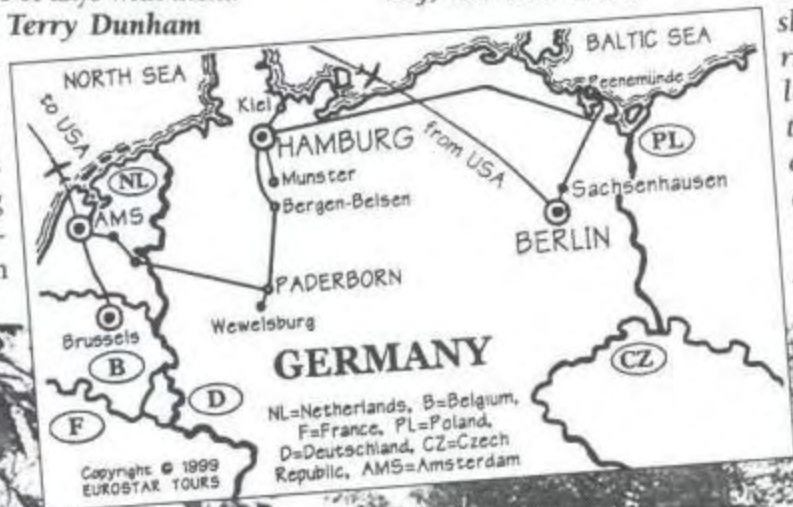 Terry Dunham
NORTH SEA
BALTIC SEA
to USA
Kiel
Peenemünde
HAMBURG
from USA
PL
NL
Munster
Sachsenhausen
AMS
Bergen-Belsen
BERLIN
PADERBORN
Wewelsburg
Brussels
GERMANY
B
CZ
D
F
NL=Netherlands, B=Belgium,
F=France, PL=Poland,
D=Deutschland, CZ=Czech
Republic, AMS=Amsterdam
Copyright © 1999
EUROSTAR TOURS